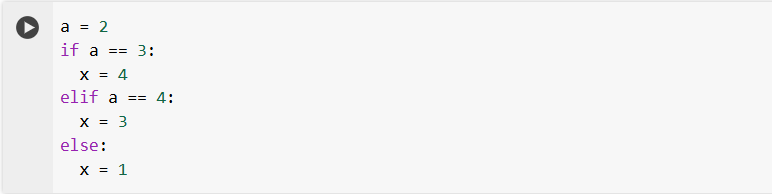 a = 2
if a == 3:
  x = 4
elif a == 4:
  x = 3
else:
  x = 1